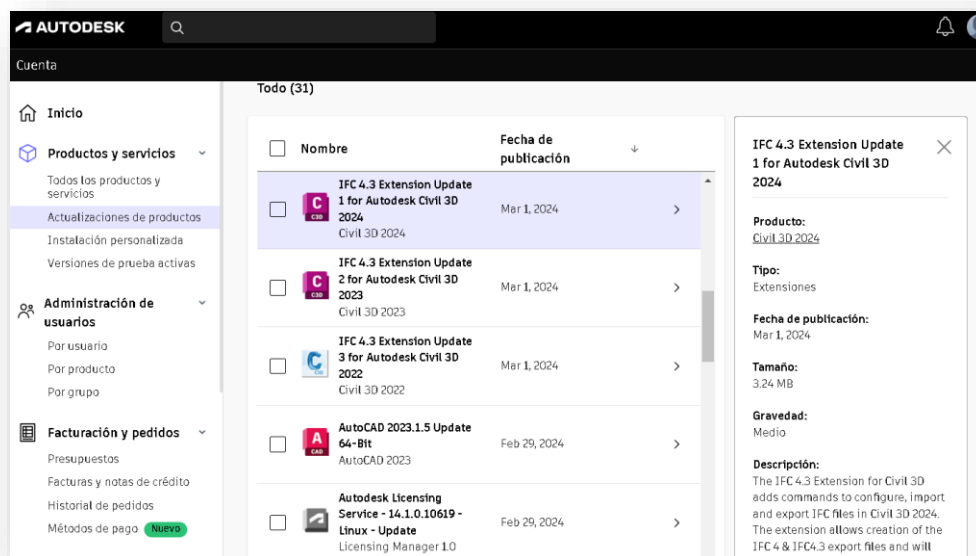 AUTODESK
Cuenta
Inicio
Productos y servicios
Todos los productos y
servicios
Actualizaciones de productos
Instalación personalizada
Versiones de prueba activas
Administración de
usuarios
Por usuario
Por producto
Por grupo
Facturación y pedidos
Presupuestos
Facturas y notas de crédito
Historial de pedidos
Métodos de pago Nuevo
Todo (31)
Nombre
Fecha de
publicación
C
C3D
IFC 4.3 Extension Update
1 for Autodesk Civil 3D
2024
Civil 3D 2024
Mar 1, 2024
C
C3D
IFC 4.3 Extension Update
2 for Autodesk Civil 3D
2023
Civil 3D 2023
Mar 1, 2024
C
IFC 4.3 Extension Update
3 for Autodesk Civil 3D
2022
Civil 3D 2022
Mar 1, 2024
A
CAD
AutoCAD 2023.1.5 Update
64-Bit
AutoCAD 2023
Feb 29, 2024
Autodesk Licensing
Service - 14.1.0.10619 -
Linux - Update
Licensing Manager 1.0
Feb 29, 2024
IFC 4.3 Extension Update
1 for Autodesk Civil 3D
2024
Producto:
Civil 3D 2024
Tipo:
Extensiones
Fecha de publicación:
Mar 1, 2024
Tamaño:
3.24 MB
Gravedad:
Medio
Descripción:
The IFC 4.3 Extension for Civil 3D
adds commands to configure, import
and export IFC files in Civil 3D 2024.
The extension allows creation of the
IFC 4 & IFC4.3 export files and will